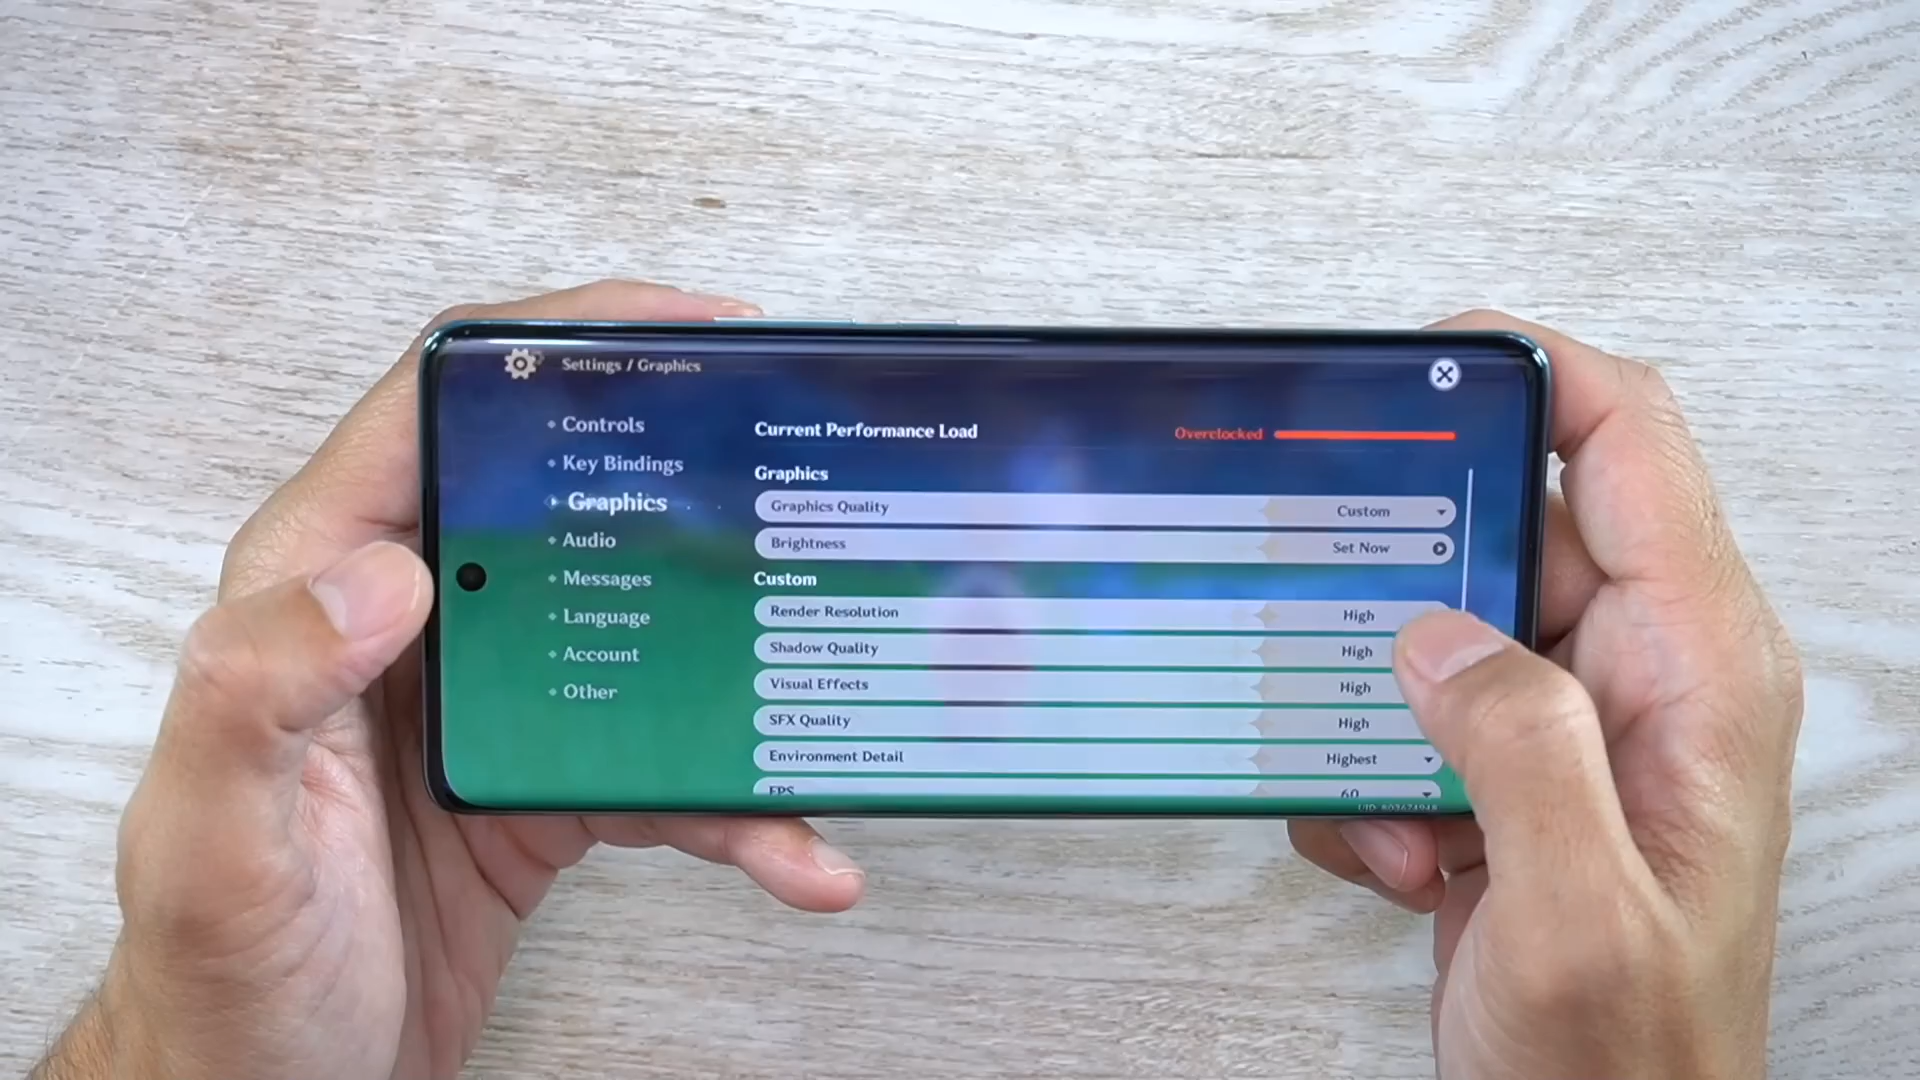 Settings / Graphics
Controls
Key Bindings
Graphics
Audio
Messages
Language
Account
Other
Current Performance Load Overclocked
Graphics
Graphics Quality Custom
Brightness Set Now
Custom
Render Resolution High
Shadow Quality High
Visual Effects High
SFX Quality High
Environment Detail Highest
FPS 60